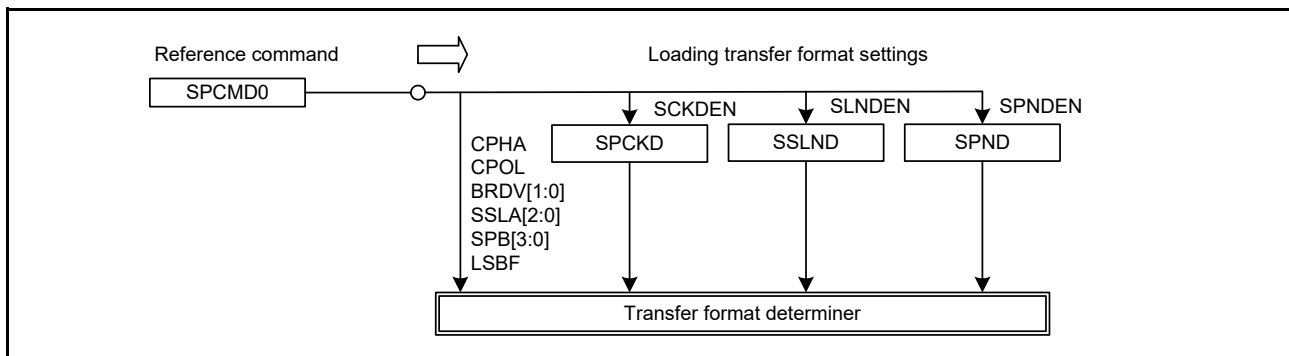 Reference command
Loading transfer format settings
SPCMD0
SCKDEN
SLNDEN
SPNDEN
SPCKD
SSLND
SPND
CPHA
CPOL
BRDV[1:0]
SSLA[2:0]
SPB[3:0]
LSBF
Transfer format determiner